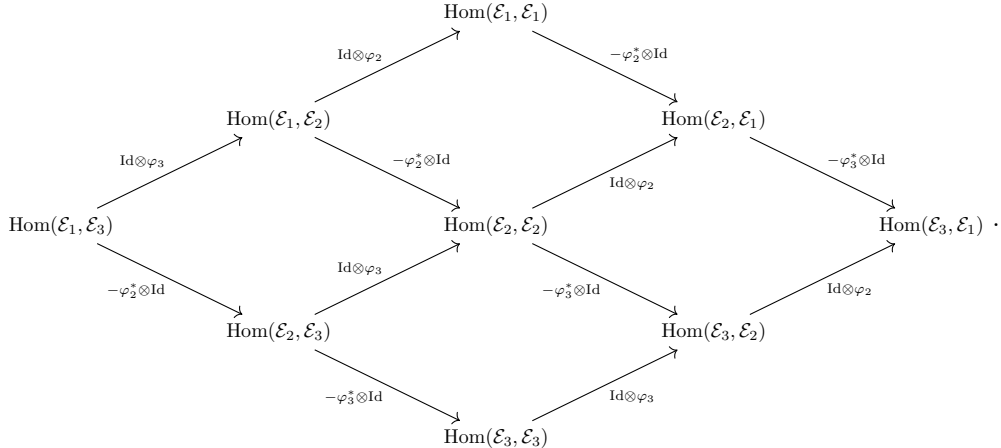 Hom(ℰ₁, ℰ₁)
Id⊗φ₂
−φ₂*⊗Id
Hom(ℰ₁, ℰ₂)
Hom(ℰ₂, ℰ₁)
Id⊗φ₃
−φ₂*⊗Id
Id⊗φ₂
−φ₃*⊗Id
Hom(ℰ₁, ℰ₃)
Hom(ℰ₂, ℰ₂)
Hom(ℰ₃, ℰ₁) .
−φ₂*⊗Id
Id⊗φ₃
−φ₃*⊗Id
Id⊗φ₂
Hom(ℰ₂, ℰ₃)
Hom(ℰ₃, ℰ₂)
−φ₃*⊗Id
Id⊗φ₃
Hom(ℰ₃, ℰ₃)